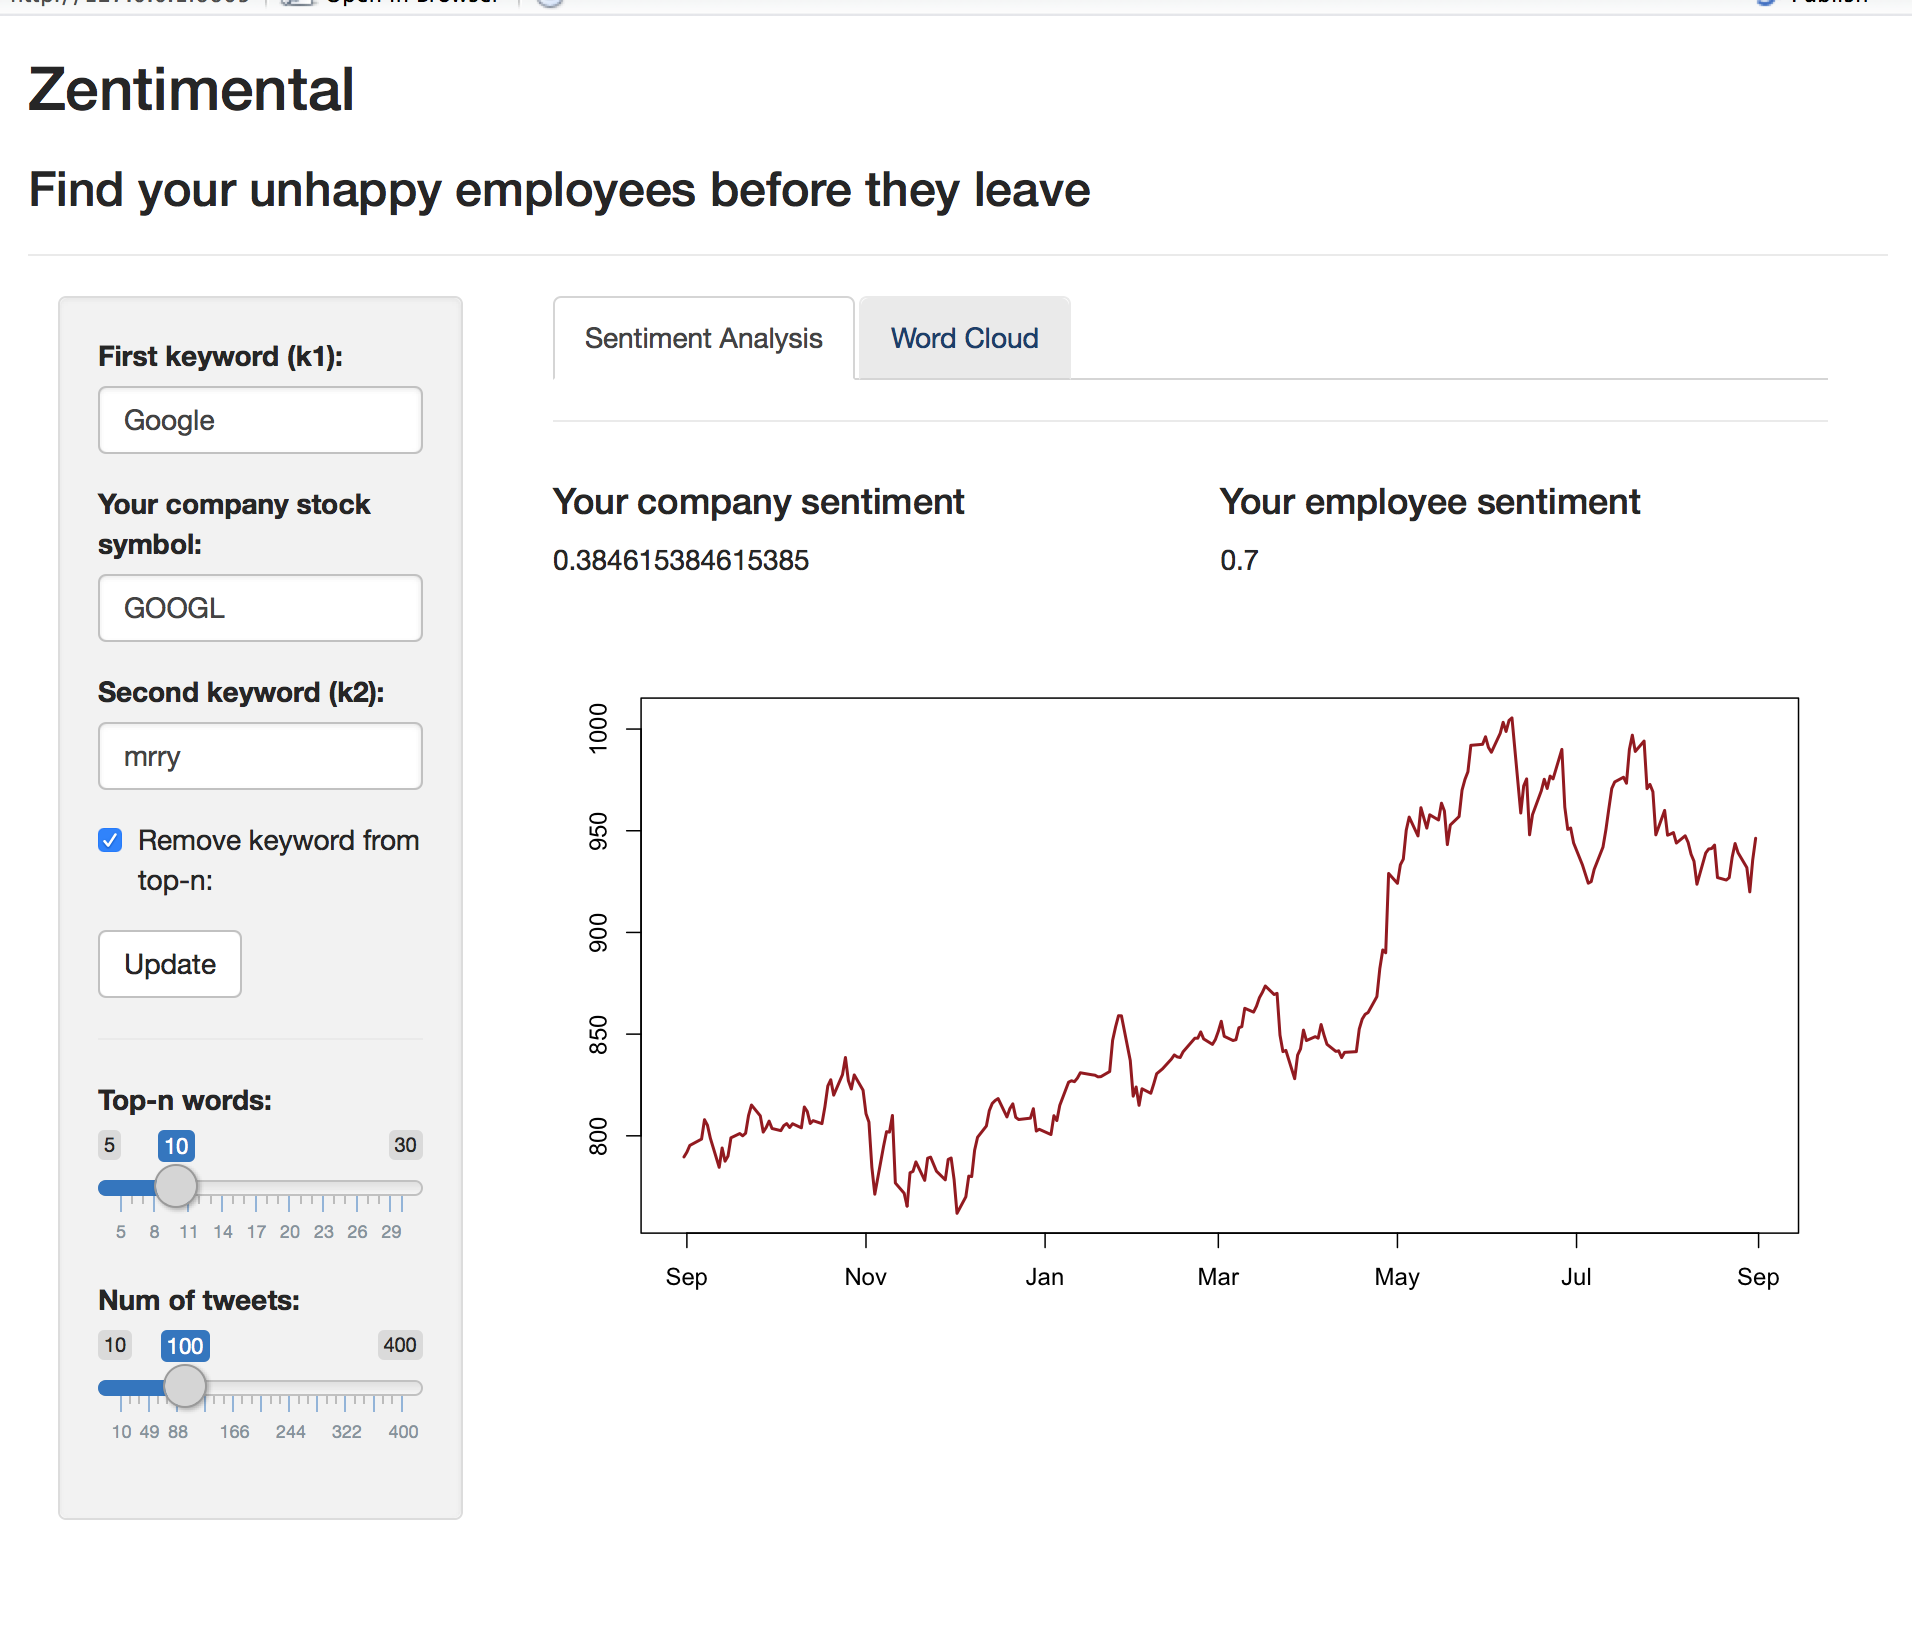 Open in Browser
Publish
Zentimental
Find your unhappy employees before they leave
First keyword (k1):
Google
Your company stock
symbol:
GOOGL
Second keyword (k2):
mrry
Remove keyword from
top-n:
Update
Top-n words:
5 10 30
5 8 11 14 17 20 23 26 29
Num of tweets:
10 100 400
10 49 88 166 244 322 400
Sentiment Analysis
Word Cloud
Your company sentiment
0.384615384615385
Your employee sentiment
0.7
1000
950
900
850
800
Sep Nov Jan Mar May Jul Sep